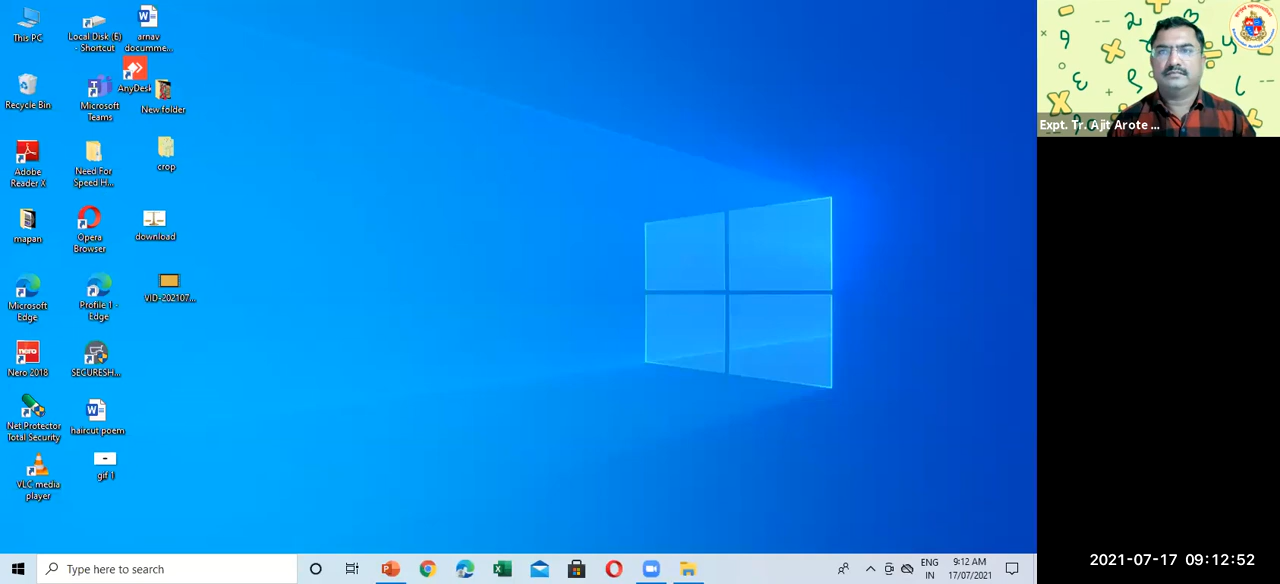 This PC
Local Disk (E)
- Shortcut
arnav
docummme...
Recycle Bin
Microsoft
Teams
AnyDesk
New folder
Adobe
Reader X
Need For
Speed H...
crop
mapan
Opera
Browser
download
Microsoft
Edge
Profile 1 -
Edge
VID-202107...
nero
Nero 2018
SECURESH...
Net Protector
Total Security
haircut poem
VLC media
player
gif 1
Type here to search
ENG
IN
9:12 AM
17/07/2021
Expt. Tr. Ajit Arote ...
2021-07-17 09:12:52